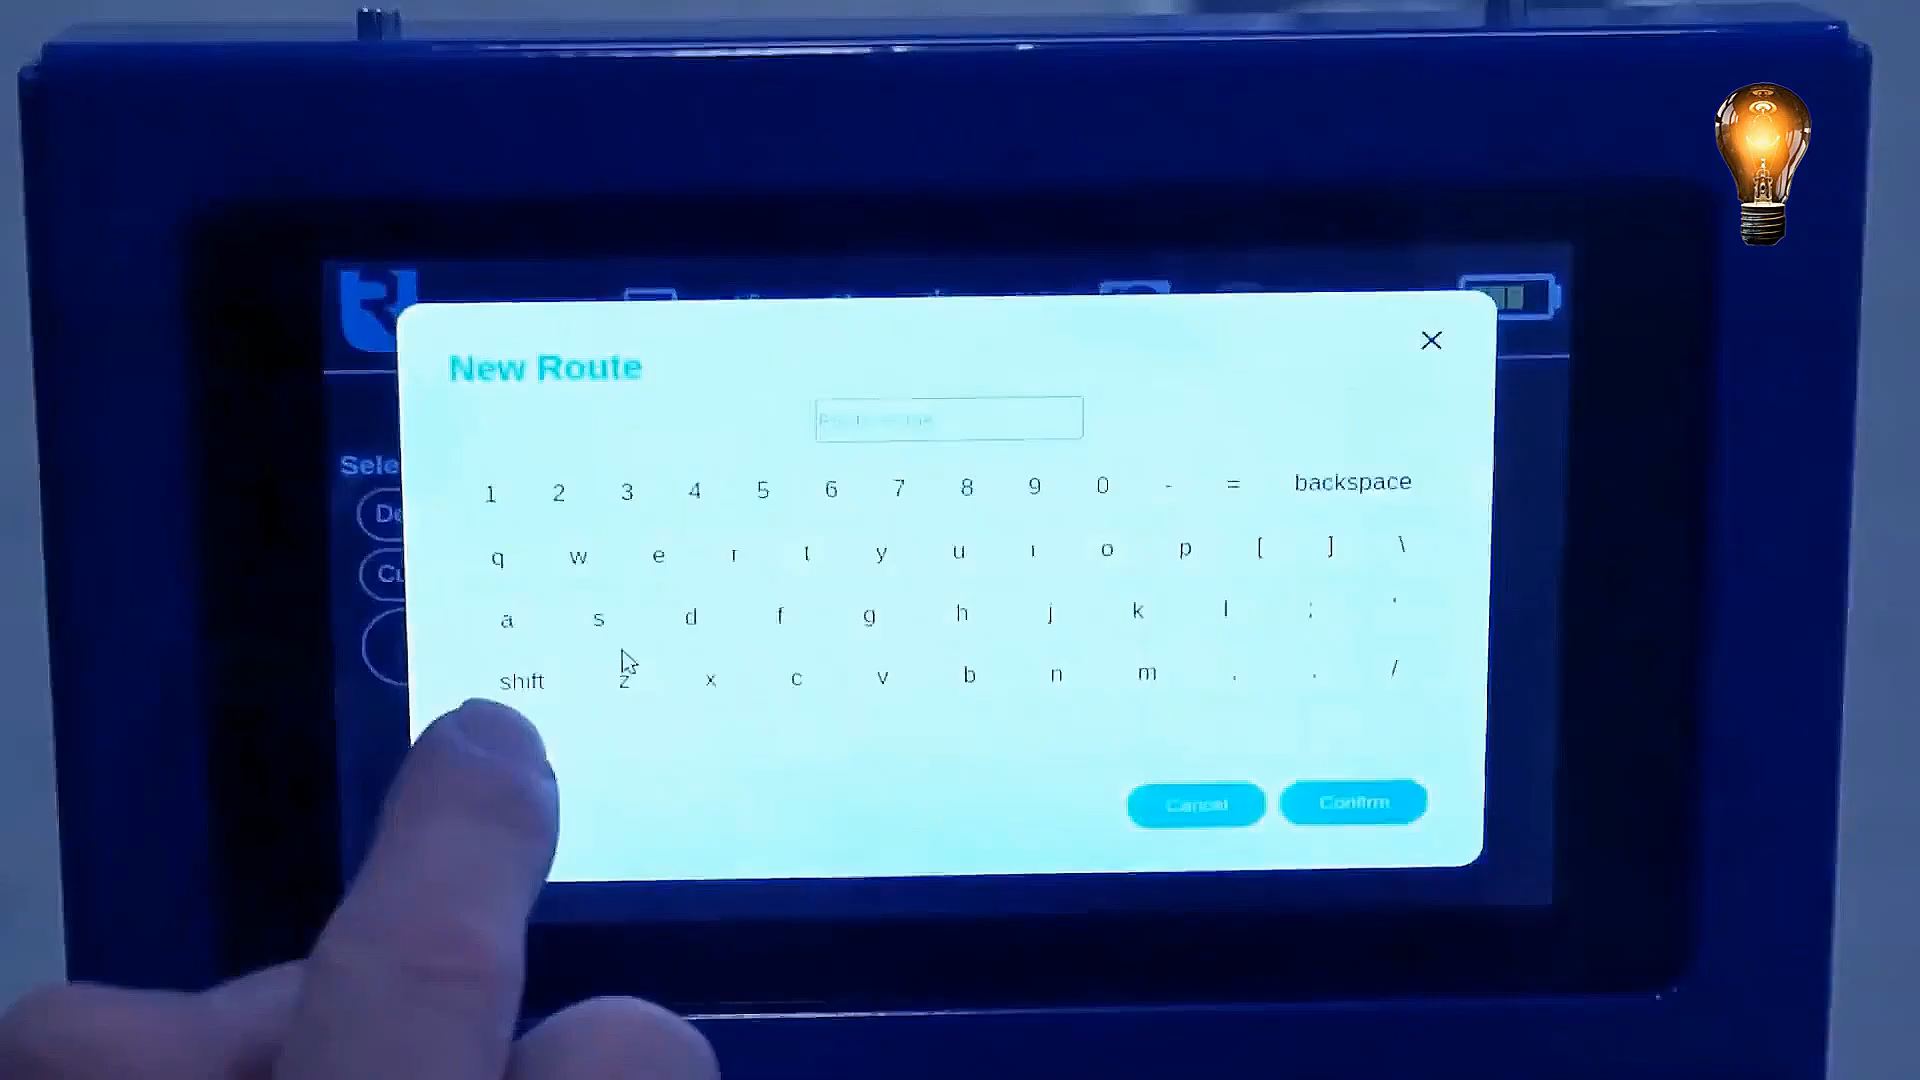 New Route
1 2 3 4 5 6 7 8 9 0 - = backspace
q w e r t y u i o p [ ] \
a s d f g h j k l ; '
shift z x c v b n m , . /
Cancel Confirm
Sele